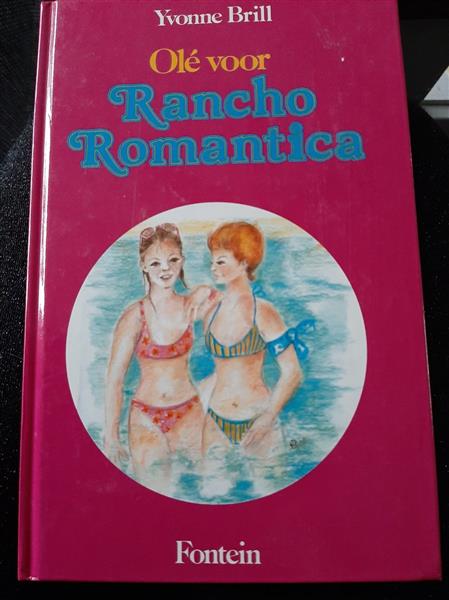 Yvonne Brill
Olé voor
Rancho
Romantica
Fontein